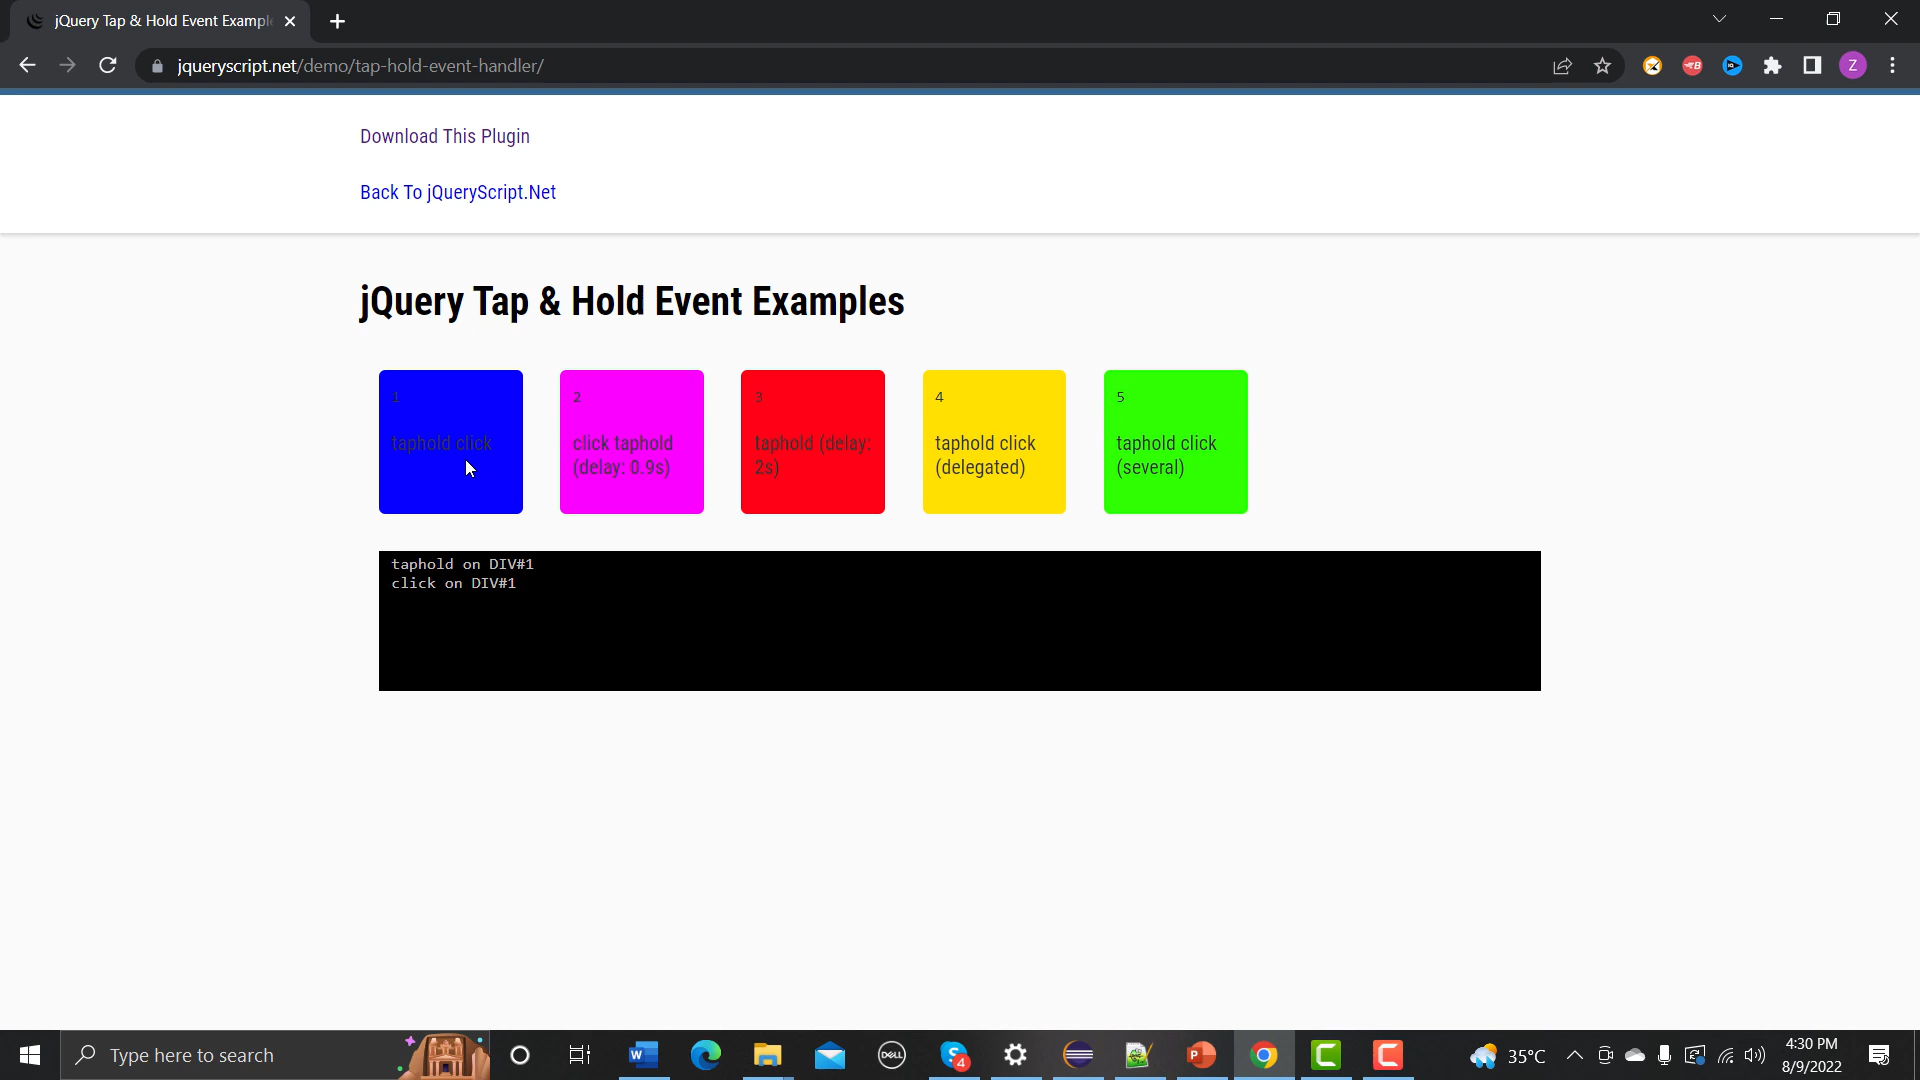 jQuery Tap & Hold Event Exampl
jqueryscript.net/demo/tap-hold-event-handler/
Z
Download This Plugin
Back To jQueryScript.Net
jQuery Tap & Hold Event Examples
1
taphold click
2
click taphold
(delay: 0.9s)
3
taphold (delay:
2s)
4
taphold click
(delegated)
5
taphold click
(several)
taphold on DIV#1
click on DIV#1
Type here to search
DELL
4
35°C
4:30 PM
8/9/2022